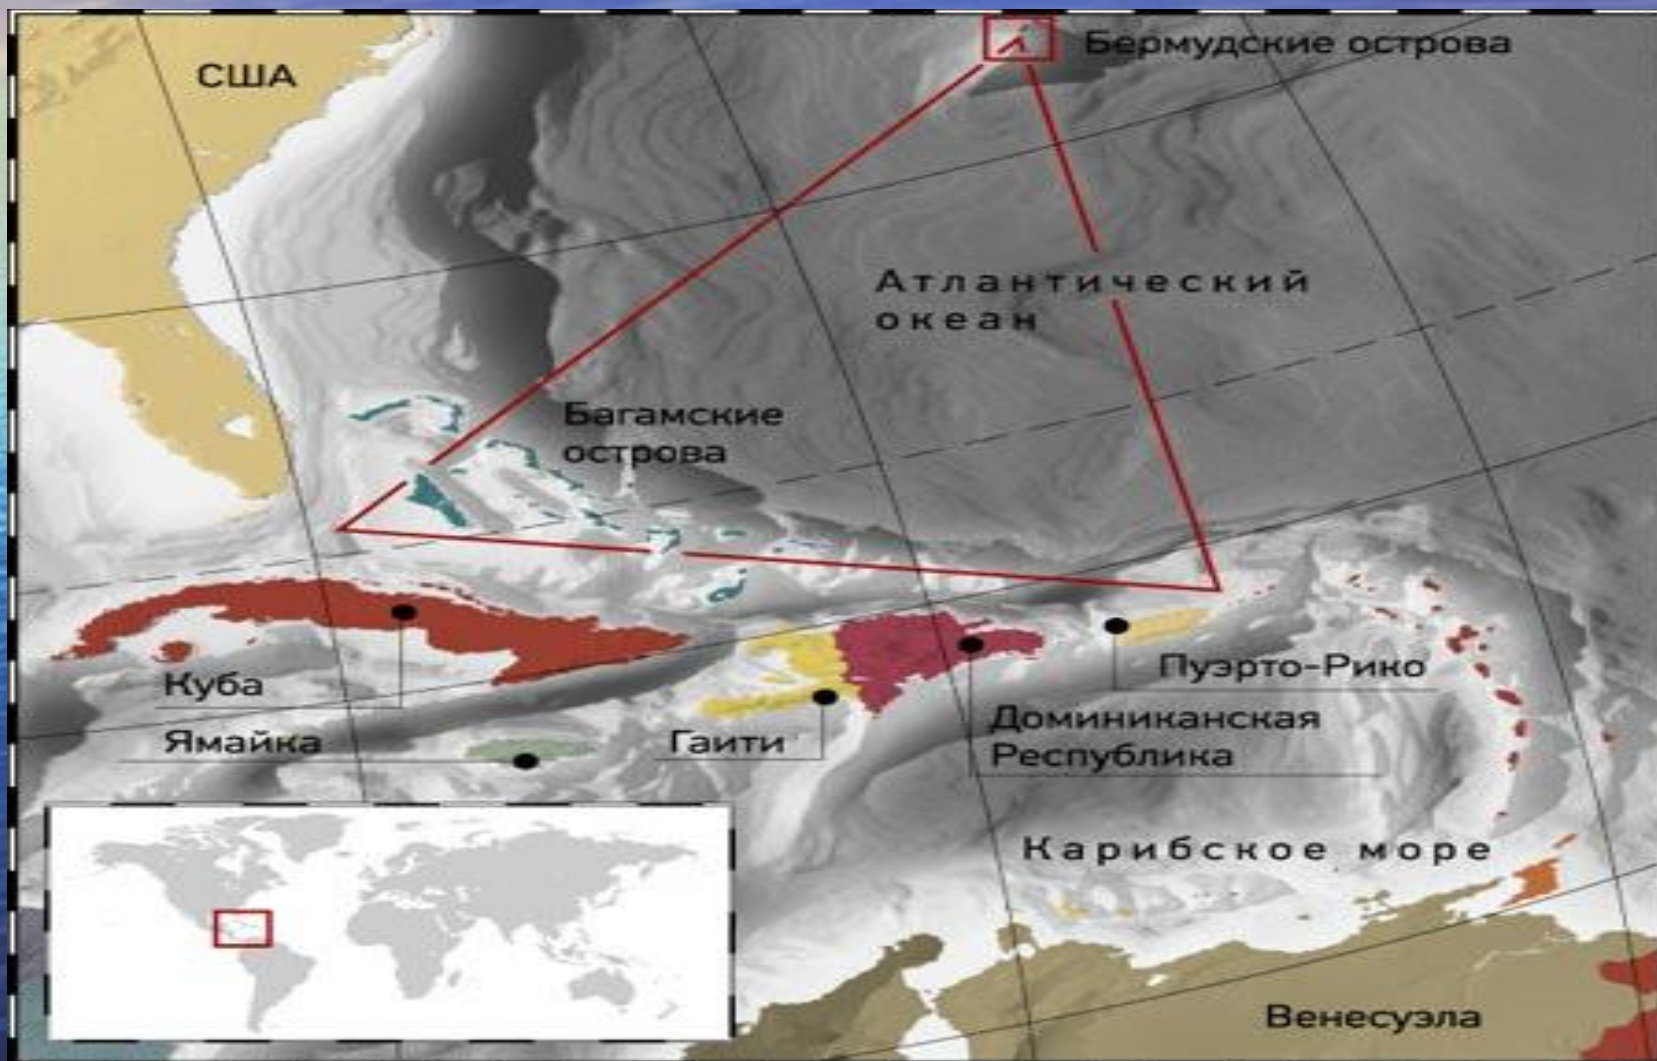 США
Бермудские острова
Атлантический
океан
Багамские
острова
Куба
Ямайка
Гаити
Пуэрто-Рико
Доминиканская
Республика
Карибское море
Венесуэла